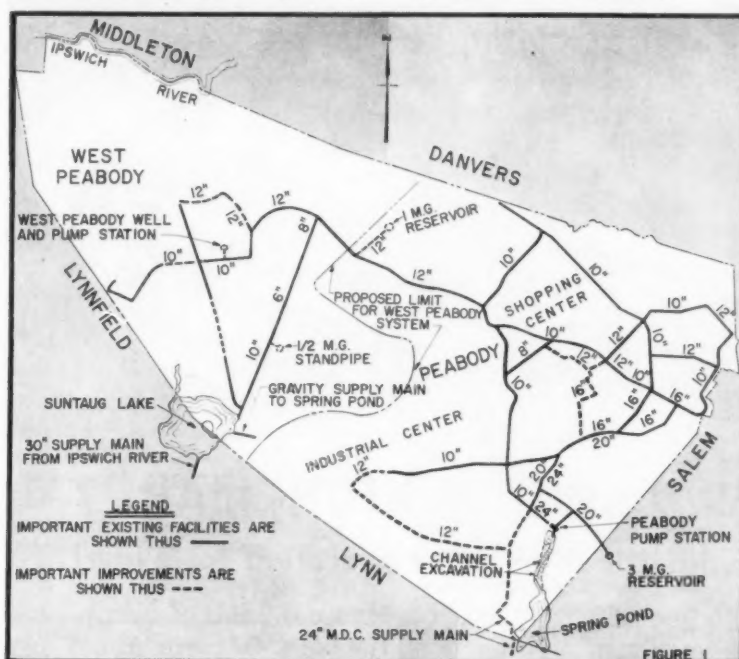 MIDDLETON
IPSWICH
RIVER
N
DANVERS
WEST
PEABODY
12"
12"
12"
8"
WEST PEABODY WELL
AND PUMP STATION
10"
10"
12"
1 M.G.
RESERVOIR
12"
10"
10"
SHOPPING
CENTER
10"
12"
6"
PROPOSED LIMIT
FOR WEST PEABODY
SYSTEM
LYNNFIELD
10"
1/2 M.G.
STANDPIPE
PEABODY
8"
10"
12"
12"
12"
10"
10"
12"
10"
10"
16"
16"
16"
16"
20"
GRAVITY SUPPLY MAIN
TO SPRING POND
SUNTAUG LAKE
30" SUPPLY MAIN
FROM IPSWICH RIVER
INDUSTRIAL CENTER
12"
10"
20"
24"
10"
24"
20"
SALEM
LEGEND
IMPORTANT EXISTING FACILITIES ARE
SHOWN THUS
IMPORTANT IMPROVEMENTS ARE
SHOWN THUS
12"
LYNN
CHANNEL
EXCAVATION
PEABODY
PUMP STATION
3 M.G.
RESERVOIR
24" M.D.C. SUPPLY MAIN
SPRING POND
FIGURE 1